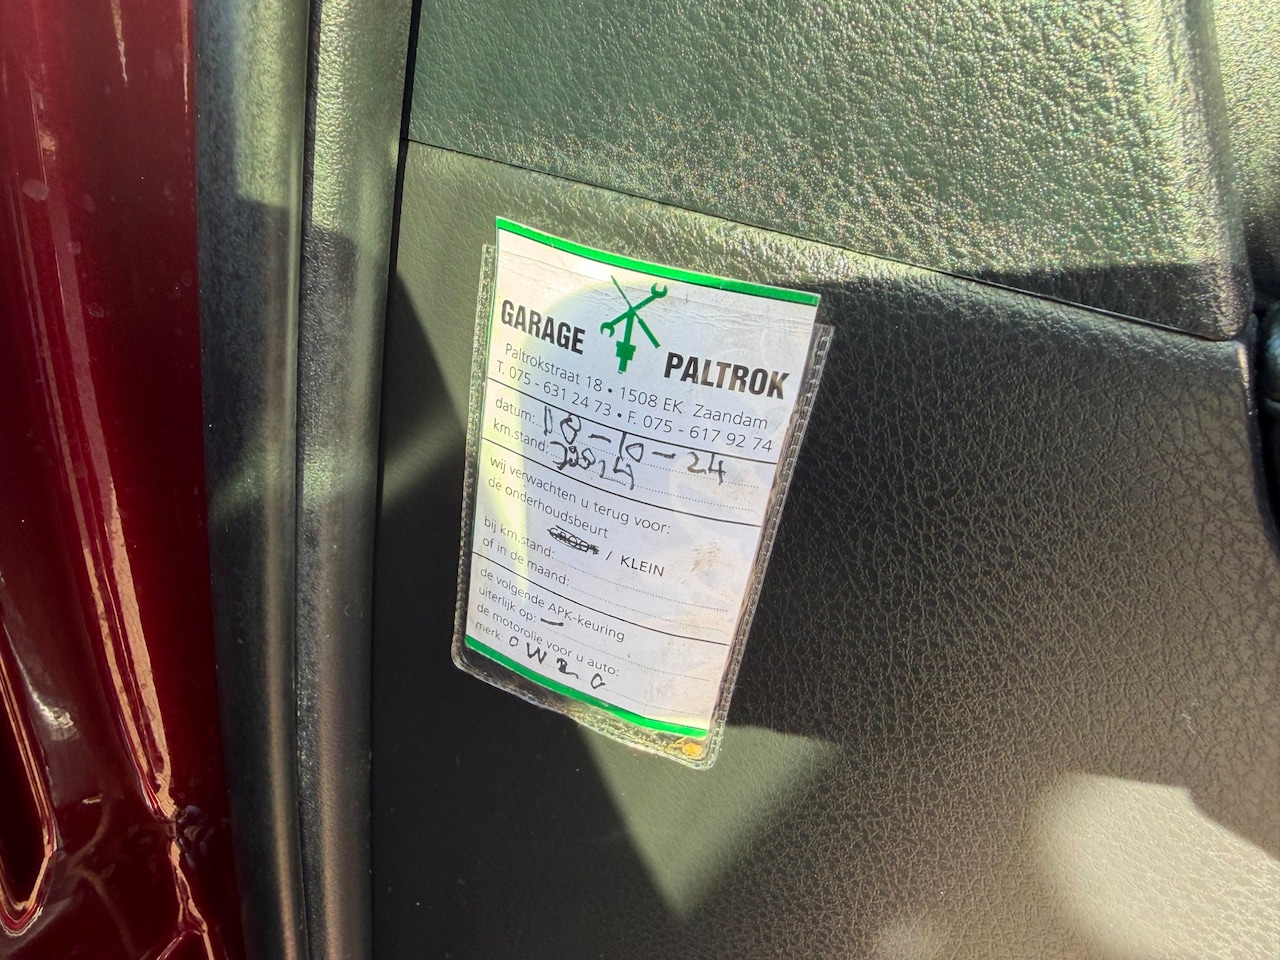 GARAGE PALTROK
Paltrokstraat 18 • 1508 EK Zaandam
T. 075 - 631 24 73 • F. 075 - 617 92 74
datum: 18-10-24
km.stand:
wij verwachten u terug voor:
de onderhoudsbeurt
GROOT / KLEIN
bij km.stand:
of in de maand:
de volgende APK-keuring
uiterlijk op: —
de motorolie voor u auto:
merk: 0W20